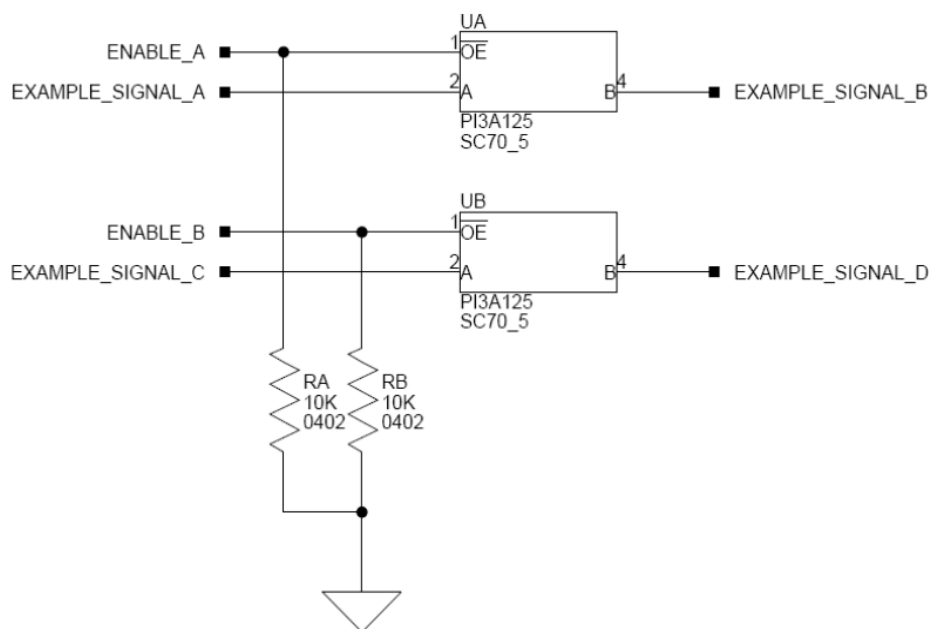 UA
ENABLE_A
1
OE
EXAMPLE_SIGNAL_A
2
A
B
4
EXAMPLE_SIGNAL_B
PI3A125
SC70_5
UB
ENABLE_B
1
OE
EXAMPLE_SIGNAL_C
2
A
B
4
EXAMPLE_SIGNAL_D
PI3A125
SC70_5
RA
10K
0402
RB
10K
0402